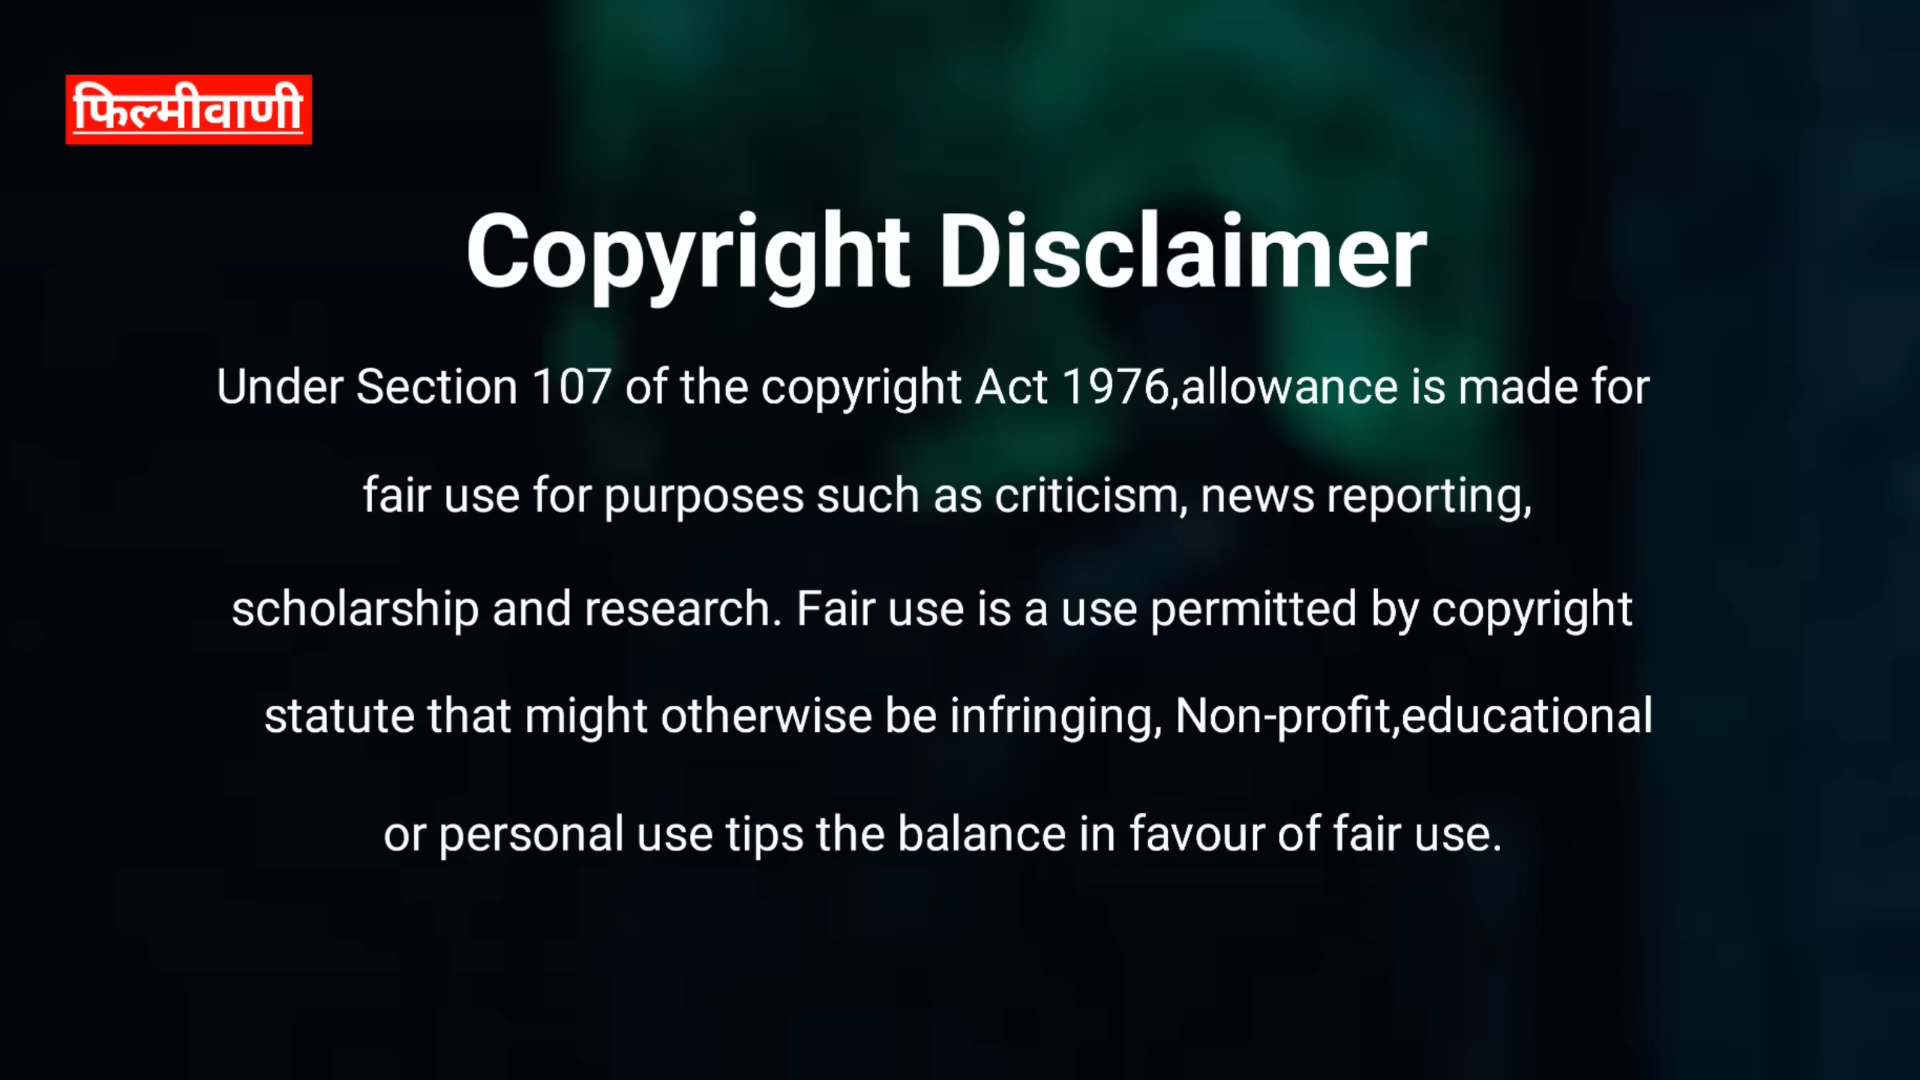 फिल्मीवाणी
Copyright Disclaimer
Under Section 107 of the copyright Act 1976,allowance is made for
fair use for purposes such as criticism, news reporting,
scholarship and research. Fair use is a use permitted by copyright
statute that might otherwise be infringing, Non-profit,educational
or personal use tips the balance in favour of fair use.